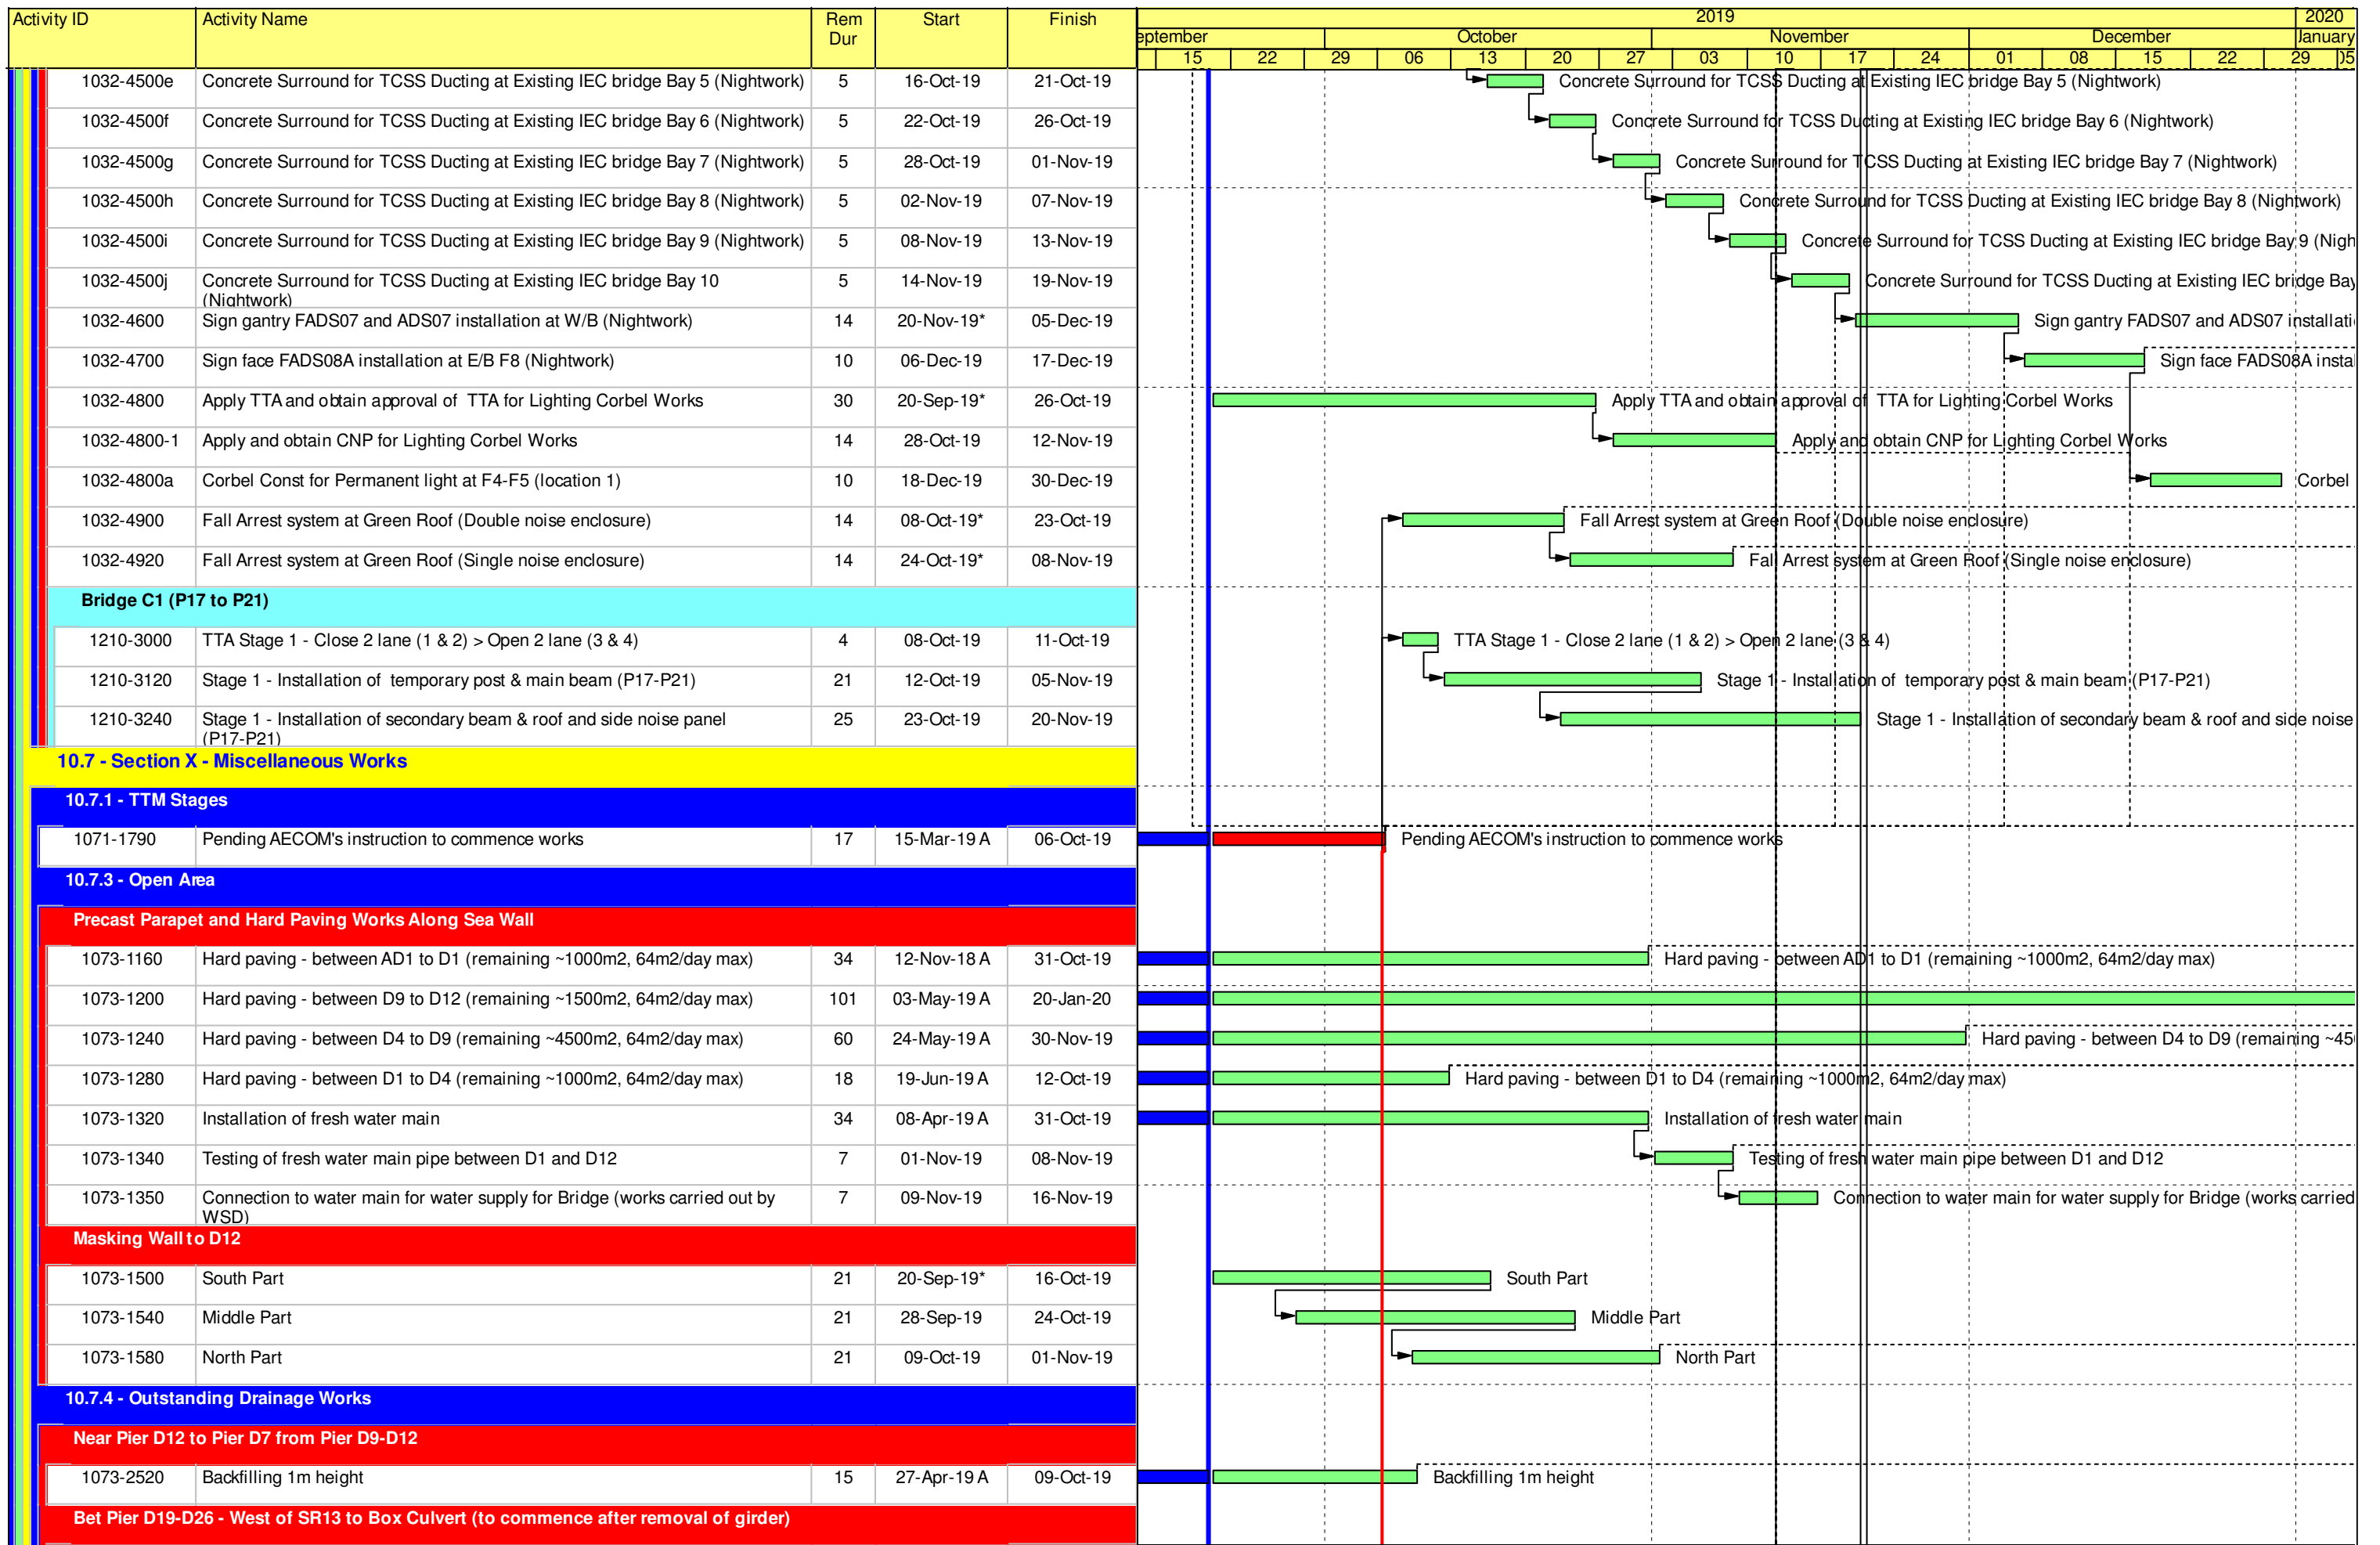 Activity ID Activity Name Rem Start Finish 2019 2020
Dur
eptember October November December January
15 22 29 06 13 20 27 03 10 17 24 01 08 15 22 29 05
1032-4500e Concrete Surround for TCSS Ducting at Existing IEC bridge Bay 5 (Nightwork) 5 16-Oct-19 21-Oct-19 Concrete Surround for TCSS Ducting at Existing IEC bridge Bay 5 (Nightwork)
1032-4500f Concrete Surround for TCSS Ducting at Existing IEC bridge Bay 6 (Nightwork) 5 22-Oct-19 26-Oct-19 Concrete Surround for TCSS Ducting at Existing IEC bridge Bay 6 (Nightwork)
1032-4500g Concrete Surround for TCSS Ducting at Existing IEC bridge Bay 7 (Nightwork) 5 28-Oct-19 01-Nov-19 Concrete Surround for TCSS Ducting at Existing IEC bridge Bay 7 (Nightwork)
1032-4500h Concrete Surround for TCSS Ducting at Existing IEC bridge Bay 8 (Nightwork) 5 02-Nov-19 07-Nov-19 Concrete Surround for TCSS Ducting at Existing IEC bridge Bay 8 (Nightwork)
1032-4500i Concrete Surround for TCSS Ducting at Existing IEC bridge Bay 9 (Nightwork) 5 08-Nov-19 13-Nov-19 Concrete Surround for TCSS Ducting at Existing IEC bridge Bay 9 (Nigh
1032-4500j Concrete Surround for TCSS Ducting at Existing IEC bridge Bay 10 5 14-Nov-19 19-Nov-19 Concrete Surround for TCSS Ducting at Existing IEC bridge Bay
(Nightwork)
1032-4600 Sign gantry FADS07 and ADS07 installation at W/B (Nightwork) 14 20-Nov-19* 05-Dec-19 Sign gantry FADS07 and ADS07 installati
1032-4700 Sign face FADS08A installation at E/B F8 (Nightwork) 10 06-Dec-19 17-Dec-19 Sign face FADS08A instal
1032-4800 Apply TTA and obtain approval of TTA for Lighting Corbel Works 30 20-Sep-19* 26-Oct-19 Apply TTA and obtain approval of TTA for Lighting Corbel Works
1032-4800-1 Apply and obtain CNP for Lighting Corbel Works 14 28-Oct-19 12-Nov-19 Apply and obtain CNP for Lighting Corbel Works
1032-4800a Corbel Const for Permanent light at F4-F5 (location 1) 10 18-Dec-19 30-Dec-19 Corbel
1032-4900 Fall Arrest system at Green Roof (Double noise enclosure) 14 08-Oct-19* 23-Oct-19 Fall Arrest system at Green Roof (Double noise enclosure)
1032-4920 Fall Arrest system at Green Roof (Single noise enclosure) 14 24-Oct-19* 08-Nov-19 Fall Arrest system at Green Roof (Single noise enclosure)
Bridge C1 (P17 to P21)
1210-3000 TTA Stage 1 - Close 2 lane (1 & 2) > Open 2 lane (3 & 4) 4 08-Oct-19 11-Oct-19 TTA Stage 1 - Close 2 lane (1 & 2) > Open 2 lane (3 & 4)
1210-3120 Stage 1 - Installation of temporary post & main beam (P17-P21) 21 12-Oct-19 05-Nov-19 Stage 1 - Installation of temporary post & main beam (P17-P21)
1210-3240 Stage 1 - Installation of secondary beam & roof and side noise panel 25 23-Oct-19 20-Nov-19 Stage 1 - Installation of secondary beam & roof and side noise
(P17-P21)
10.7 - Section X - Miscellaneous Works
10.7.1 - TTM Stages
1071-1790 Pending AECOM's instruction to commence works 17 15-Mar-19 A 06-Oct-19 Pending AECOM's instruction to commence works
10.7.3 - Open Area
Precast Parapet and Hard Paving Works Along Sea Wall
1073-1160 Hard paving - between AD1 to D1 (remaining ~1000m2, 64m2/day max) 34 12-Nov-18 A 31-Oct-19 Hard paving - between AD1 to D1 (remaining ~1000m2, 64m2/day max)
1073-1200 Hard paving - between D9 to D12 (remaining ~1500m2, 64m2/day max) 101 03-May-19 A 20-Jan-20
1073-1240 Hard paving - between D4 to D9 (remaining ~4500m2, 64m2/day max) 60 24-May-19 A 30-Nov-19 Hard paving - between D4 to D9 (remaining ~45
1073-1280 Hard paving - between D1 to D4 (remaining ~1000m2, 64m2/day max) 18 19-Jun-19 A 12-Oct-19 Hard paving - between D1 to D4 (remaining ~1000m2, 64m2/day max)
1073-1320 Installation of fresh water main 34 08-Apr-19 A 31-Oct-19 Installation of fresh water main
1073-1340 Testing of fresh water main pipe between D1 and D12 7 01-Nov-19 08-Nov-19 Testing of fresh water main pipe between D1 and D12
1073-1350 Connection to water main for water supply for Bridge (works carried out by 7 09-Nov-19 16-Nov-19 Connection to water main for water supply for Bridge (works carried
WSD)
Masking Wall to D12
1073-1500 South Part 21 20-Sep-19* 16-Oct-19 South Part
1073-1540 Middle Part 21 28-Sep-19 24-Oct-19 Middle Part
1073-1580 North Part 21 09-Oct-19 01-Nov-19 North Part
10.7.4 - Outstanding Drainage Works
Near Pier D12 to Pier D7 from Pier D9-D12
1073-2520 Backfilling 1m height 15 27-Apr-19 A 09-Oct-19 Backfilling 1m height
Bet Pier D19-D26 - West of SR13 to Box Culvert (to commence after removal of girder)